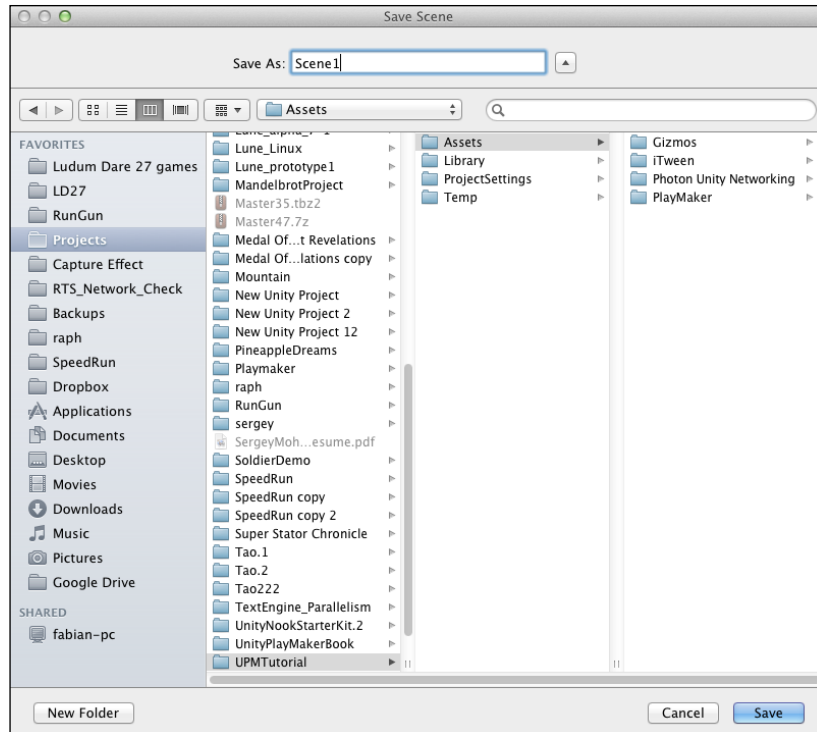 Save Scene
Save As: Scene1
Assets
FAVORITES
Ludum Dare 27 games
LD27
RunGun
Projects
Capture Effect
RTS_Network_Check
Backups
raph
SpeedRun
Dropbox
Applications
Documents
Desktop
Movies
Downloads
Music
Pictures
Google Drive
SHARED
fabian-pc
Lune_Linux
Lune_prototype1
MandelbrotProject
Master35.tbz2
Master47.7z
Medal Of...t Revelations
Medal Of...lations copy
Mountain
New Unity Project
New Unity Project 2
New Unity Project 12
PineappleDreams
Playmaker
raph
RunGun
sergey
SergeyMoh...esume.pdf
SoldierDemo
SpeedRun
SpeedRun copy
SpeedRun copy 2
Super Stator Chronicle
Tao.1
Tao.2
Tao222
TextEngine_Parallelism
UnityNookStarterKit.2
UnityPlayMakerBook
UPMTutorial
Assets
Library
ProjectSettings
Temp
Gizmos
iTween
Photon Unity Networking
PlayMaker
New Folder
Cancel
Save